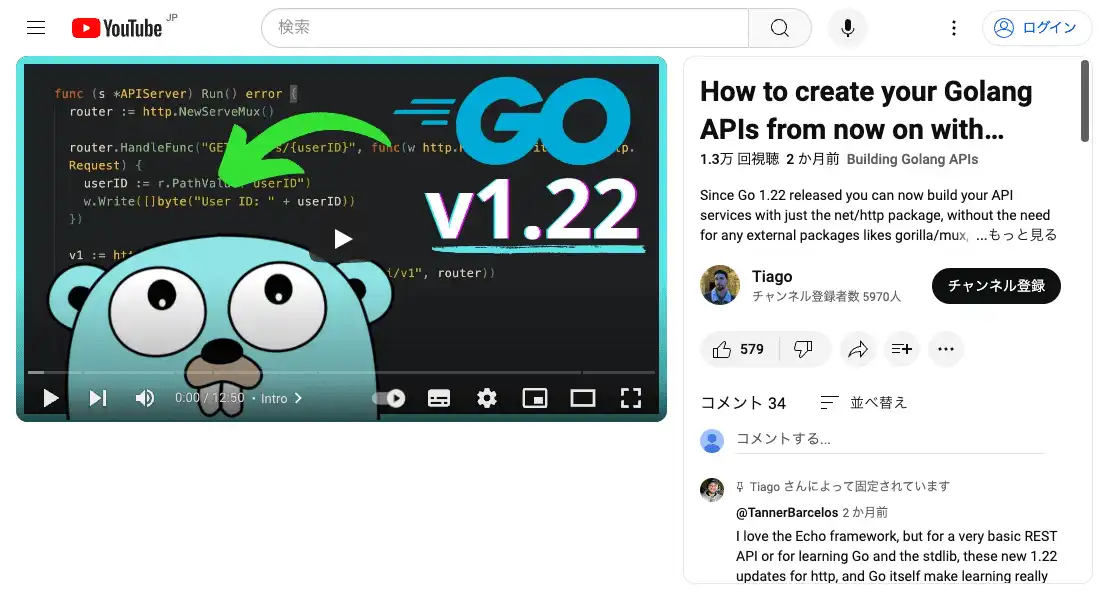 YouTube JP
検索
ログイン
func (s *APIServer) Run() error {
router := http.NewServeMux()
router.HandleFunc("GET /{userID}", func(w http.
Request) {
userID := r.PathValu userID")
w.Write([]byte("User ID: " + userID))
})
v1 := htt
i/v1", router))
GO
v1.22
0:00 / 12:50 • Intro
How to create your Golang
APIs from now on with…
1.3万 回視聴 2 か月前 Building Golang APIs
Since Go 1.22 released you can now build your API
services with just the net/http package, without the need
for any external packages likes gorilla/mux, ...もっと見る
Tiago
チャンネル登録者数 5970人
チャンネル登録
579
コメント 34
並べ替え
コメントする...
Tiago さんによって固定されています
@TannerBarcelos 2 か月前
I love the Echo framework, but for a very basic REST
API or for learning Go and the stdlib, these new 1.22
updates for http, and Go itself make learning really